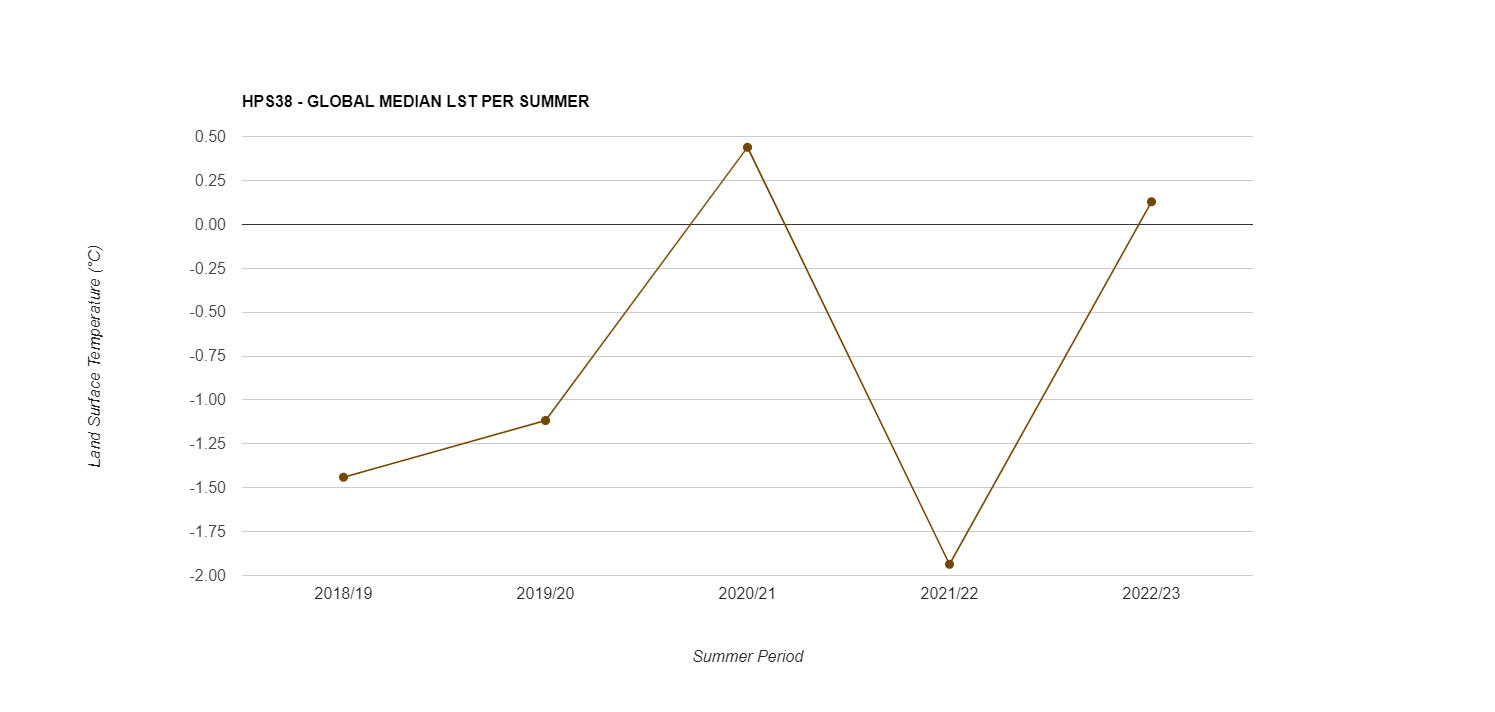 HPS38 - GLOBAL MEDIAN LST PER SUMMER
0.50
0.25
0.00
-0.25
-0.50
-0.75
-1.00
-1.25
-1.50
-1.75
-2.00
Land Surface Temperature (°C)
2018/19 2019/20 2020/21 2021/22 2022/23
Summer Period